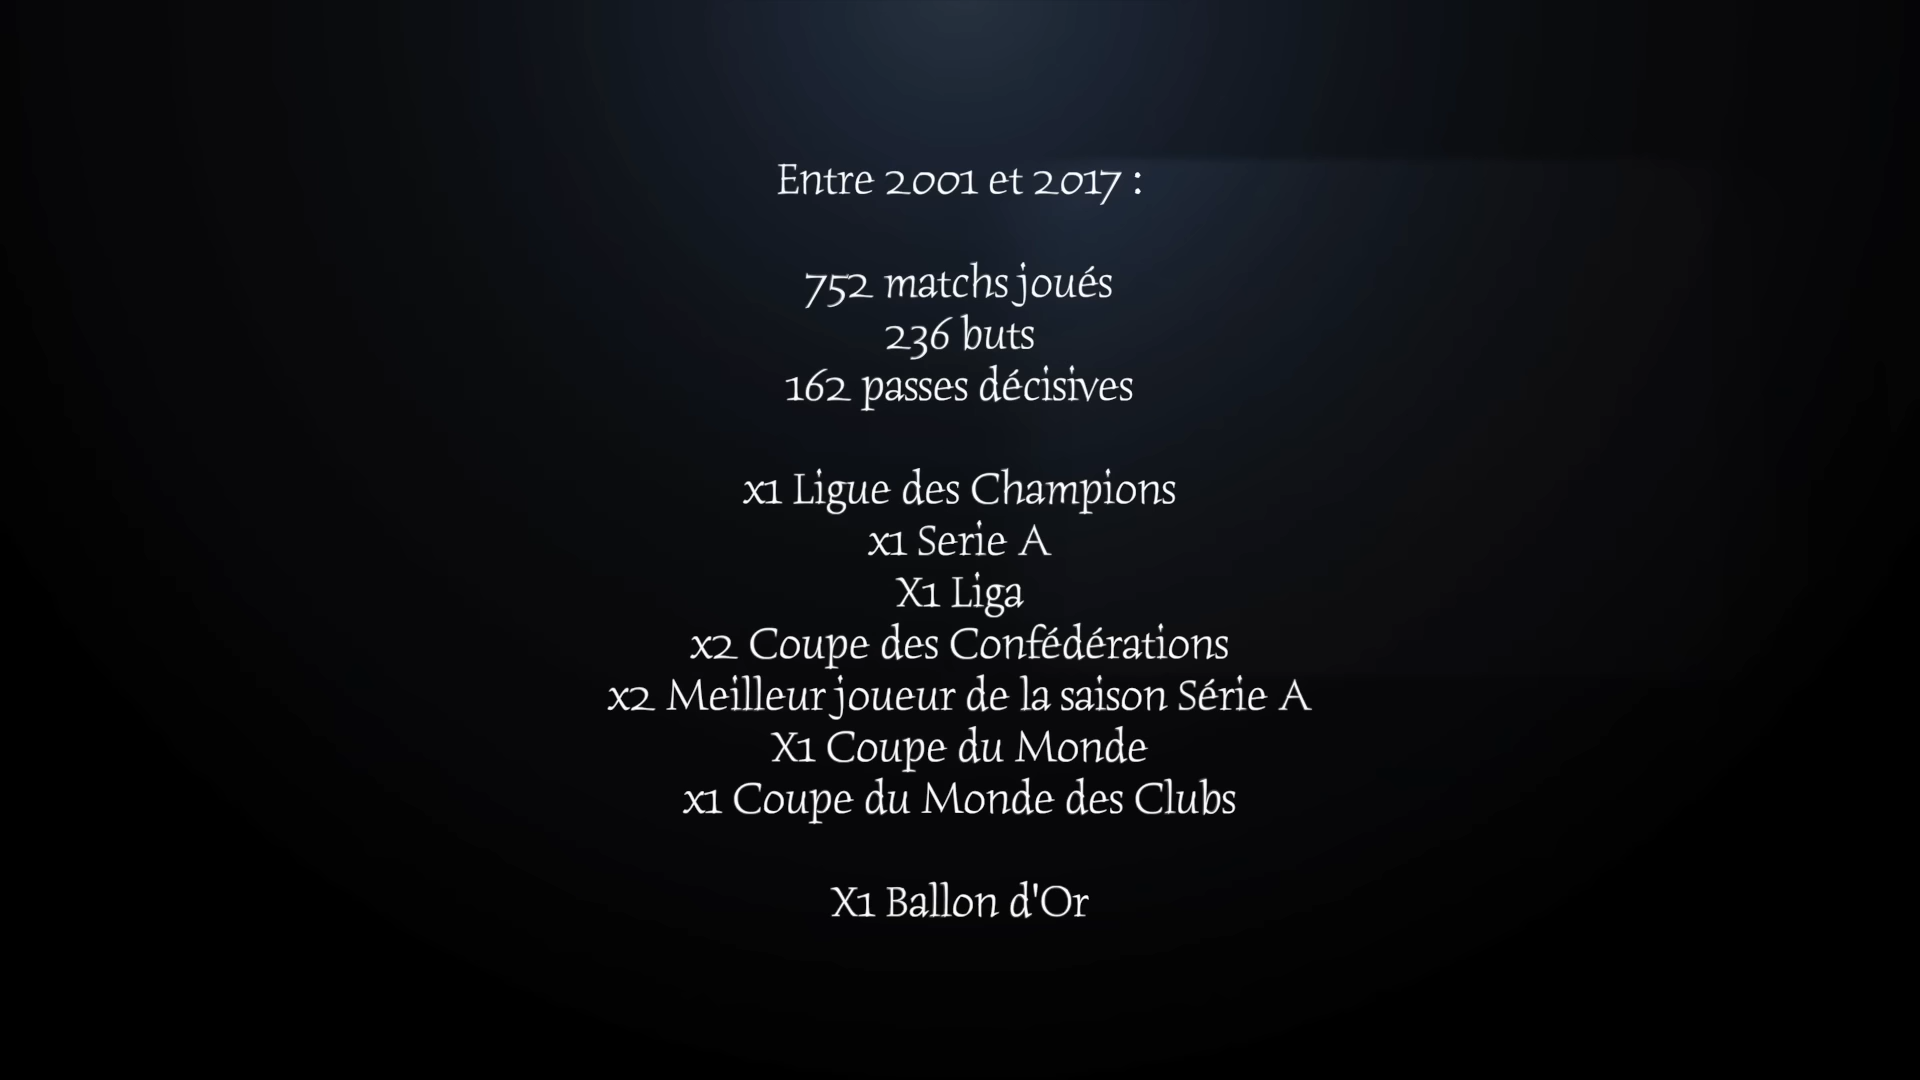 Entre 2001 et 2017 :
752 matchs joués
236 buts
162 passes décisives
x1 Ligue des Champions
x1 Serie A
X1 Liga
x2 Coupe des Confédérations
x2 Meilleur joueur de la saison Série A
X1 Coupe du Monde
x1 Coupe du Monde des Clubs
X1 Ballon d'Or